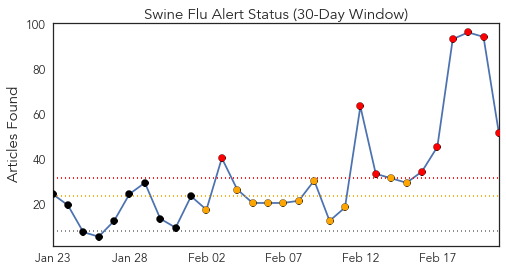 Swine Flu Alert Status (30-Day Window)
Articles Found
100
80
60
40
20
Jan 23 Jan 28 Feb 02 Feb 07 Feb 12 Feb 17